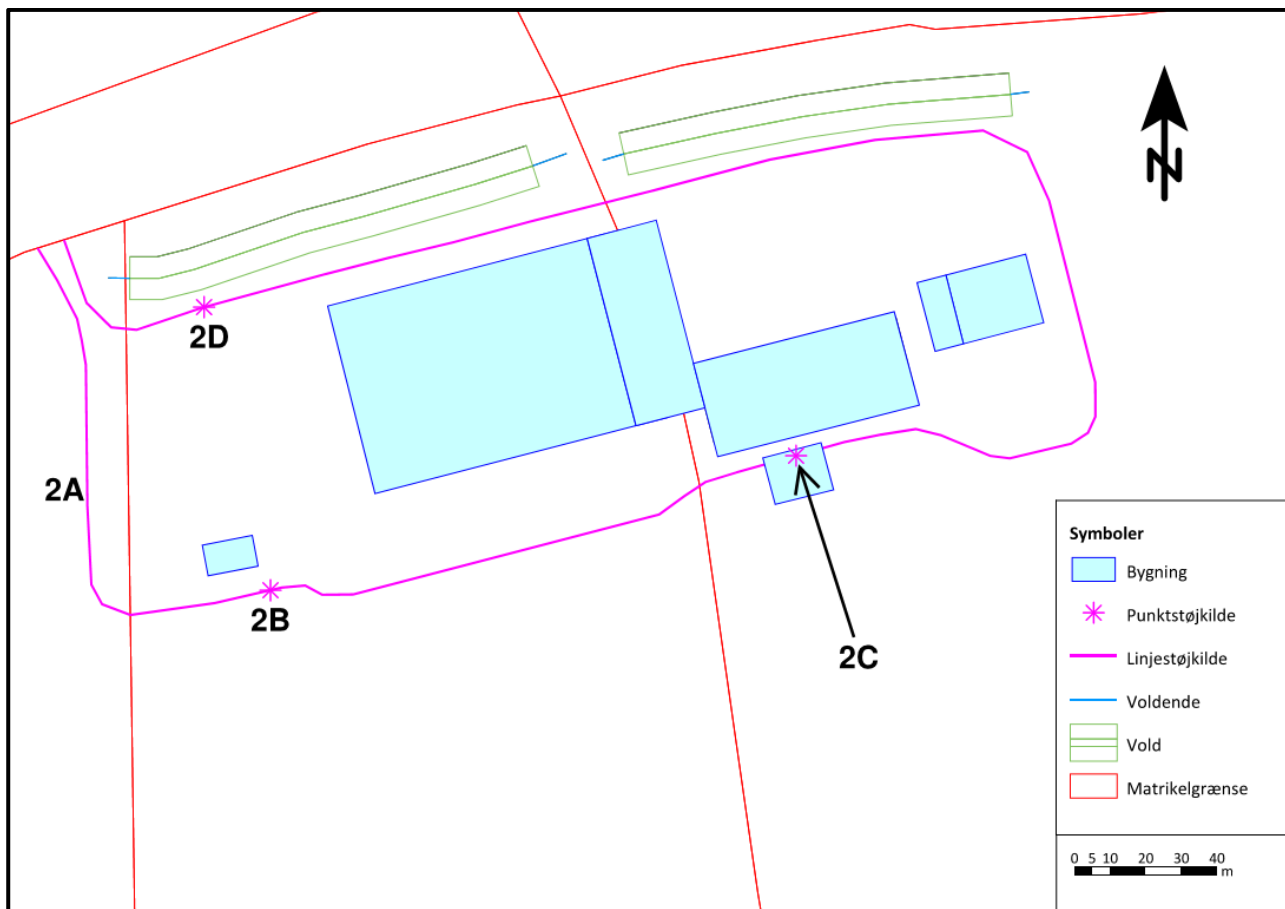 N
2D
2A
2B
2C
Symboler
Bygning
Punktstøjkilde
Linjestøjkilde
Voldende
Vold
Matrikelgrænse
0 5 10 20 30 40
m